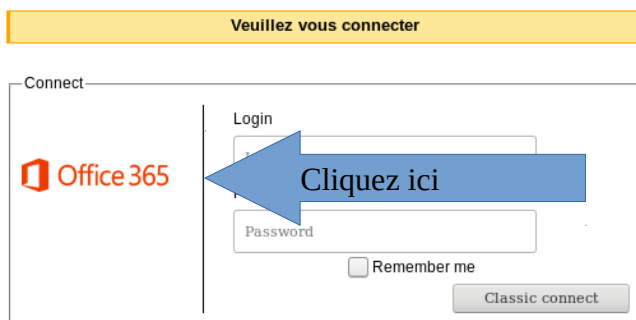 Veuillez vous connecter
Connect
Login
Office 365
Cliquez ici
Password
Remember me
Classic connect